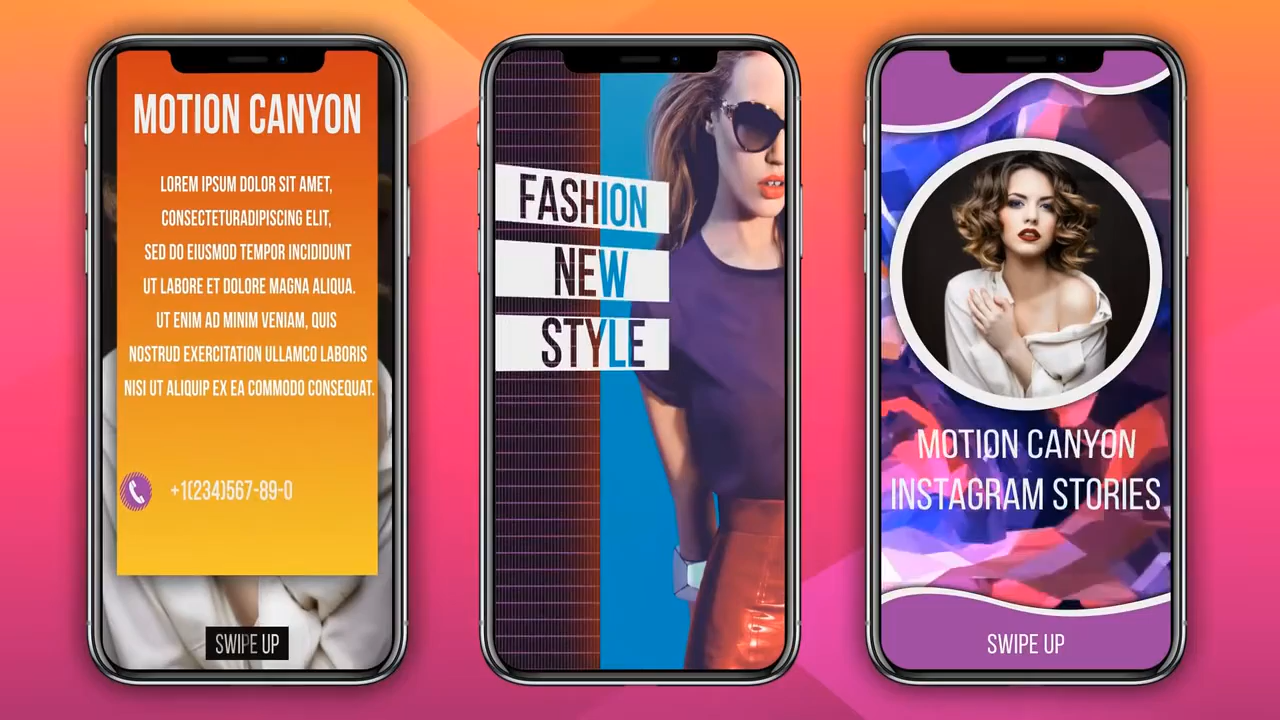 MOTION CANYON
LOREM IPSUM DOLOR SIT AMET,
CONSECTETURADIPISCING ELIT,
SED DO EIUSMOD TEMPOR INCIDIDUNT
UT LABORE ET DOLORE MAGNA ALIQUA.
UT ENIM AD MINIM VENIAM, QUIS
NOSTRUD EXERCITATION ULLAMCO LABORIS
NISI UT ALIQUIP EX EA COMMODO CONSEQUAT.
+1(234)567-89-0
SWIPE UP
FASHION
NEW
STYLE
MOTION CANYON
INSTAGRAM STORIES
SWIPE UP